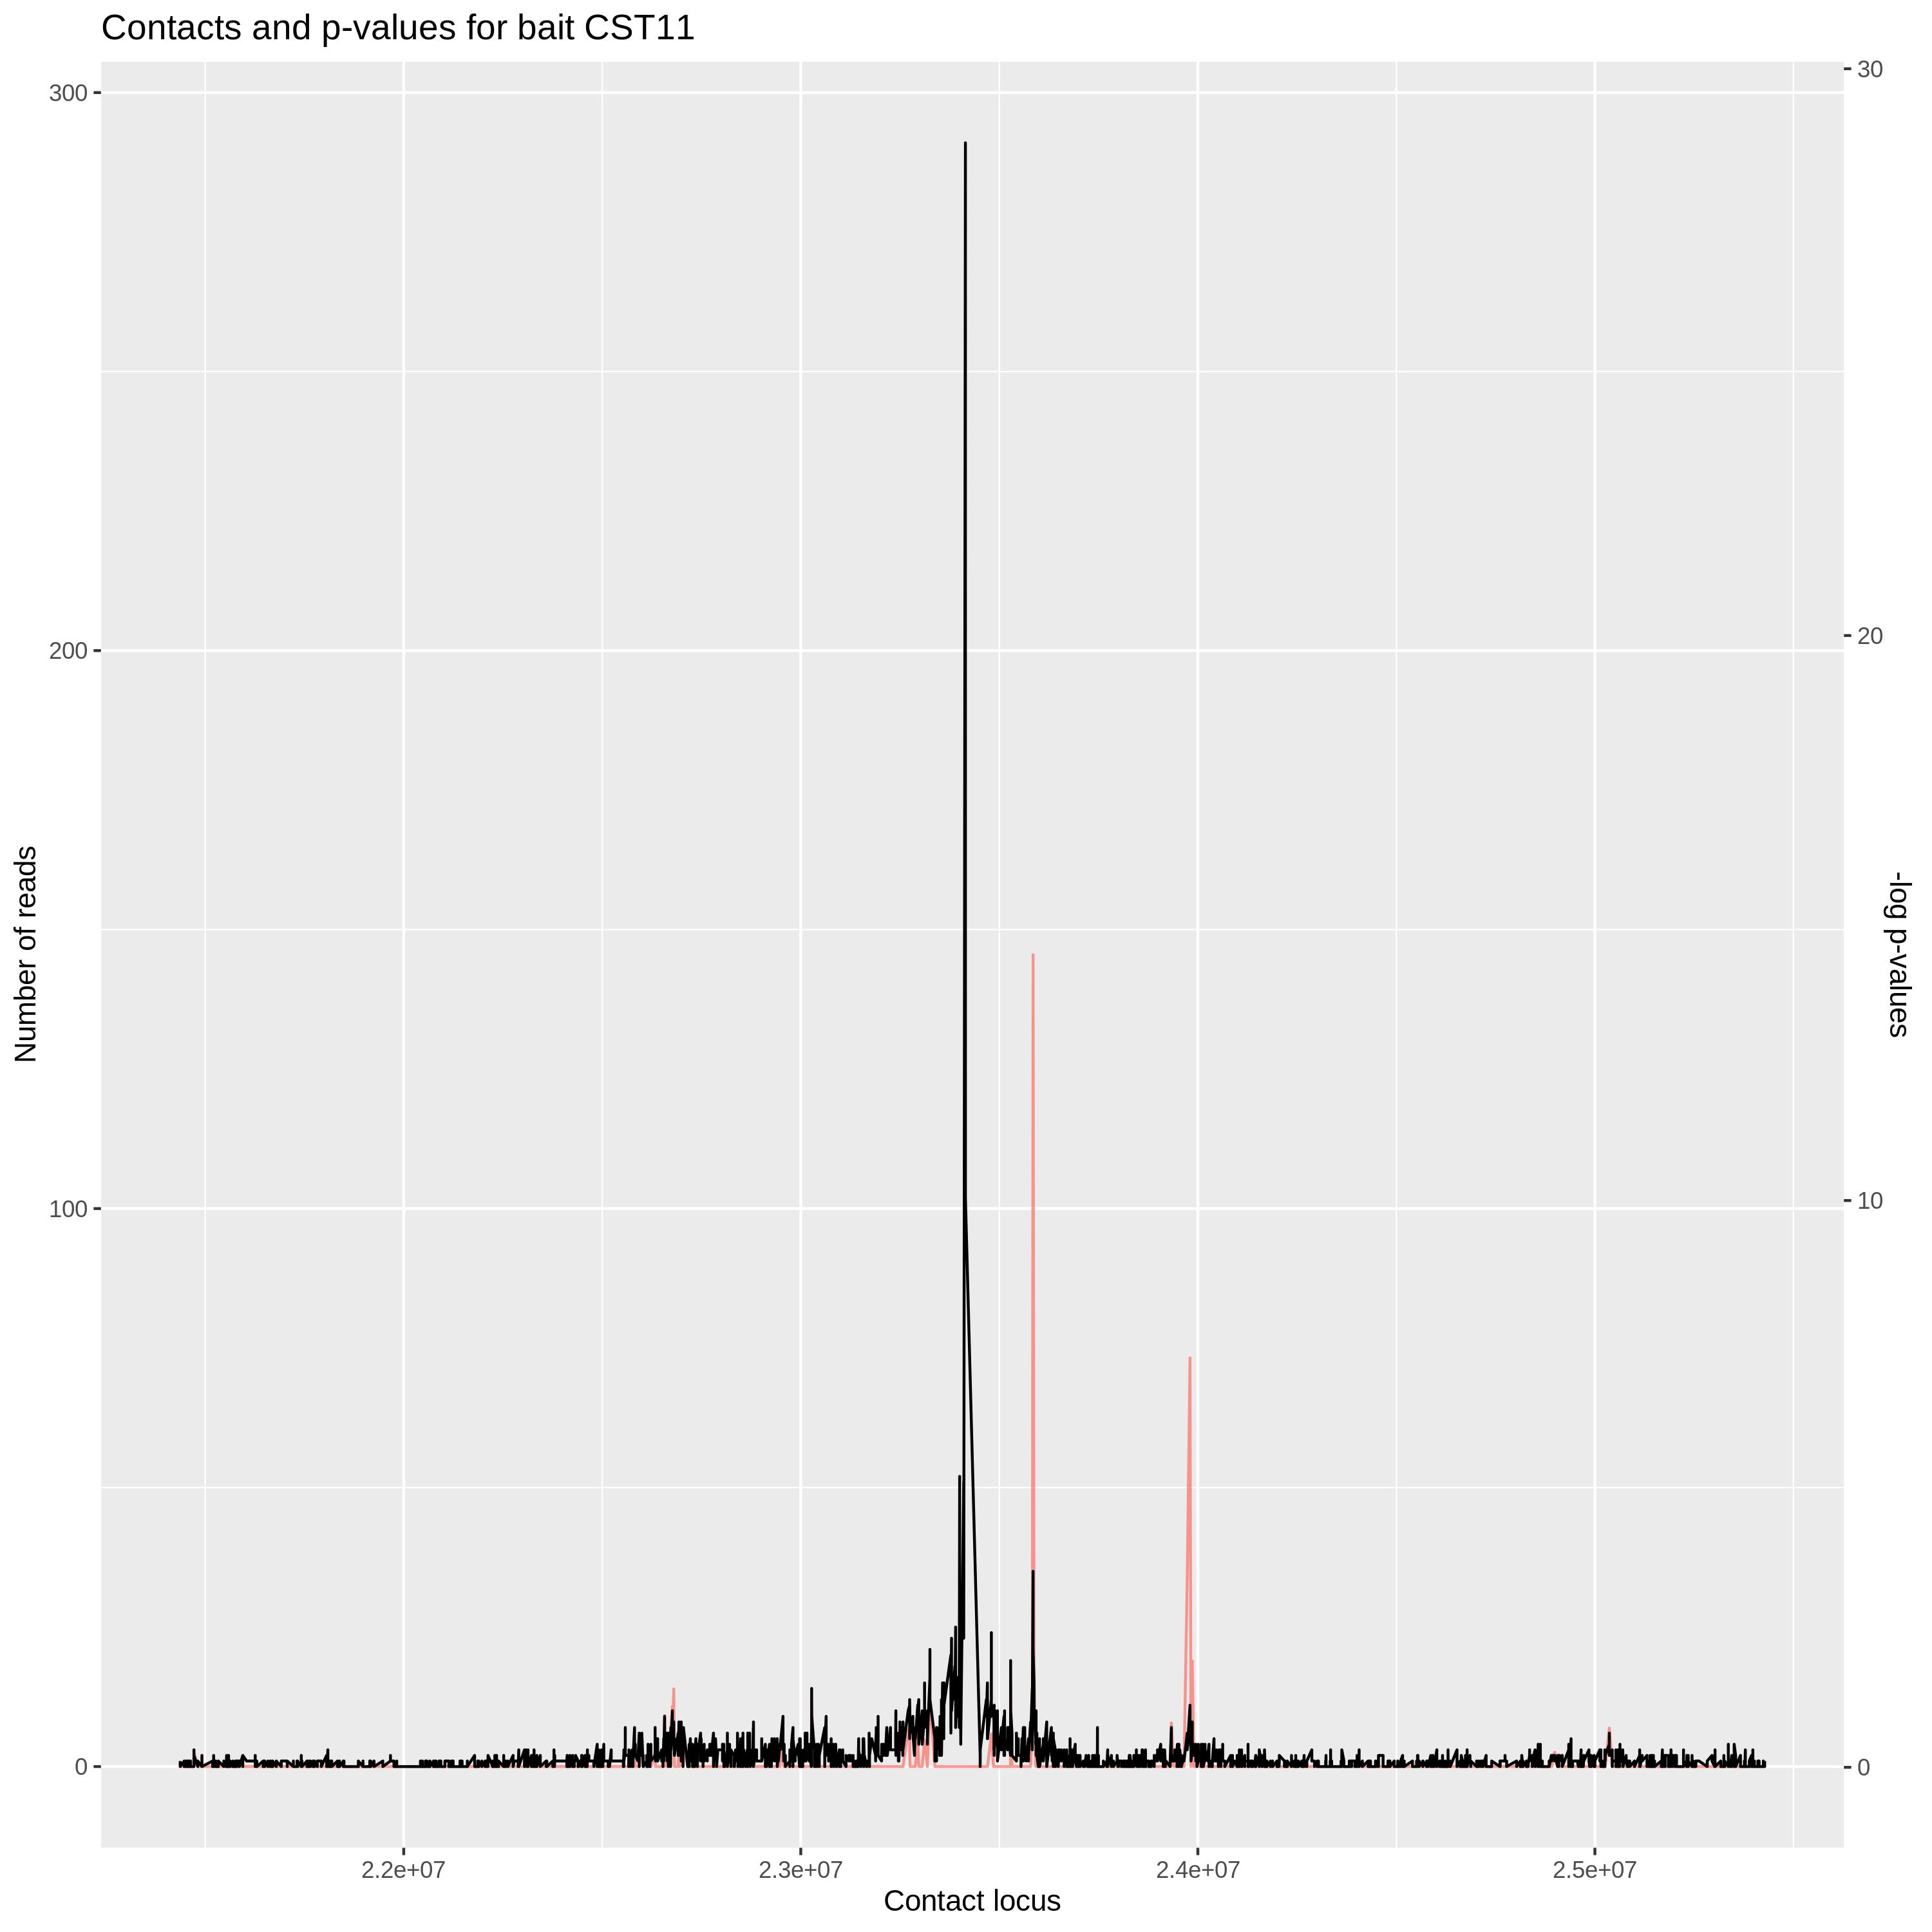 Contacts and p-values for bait CST11
300
200
100
0
30
20
10
0
Number of reads
-log p-values
2.2e+07
2.3e+07
2.4e+07
2.5e+07
Contact locus